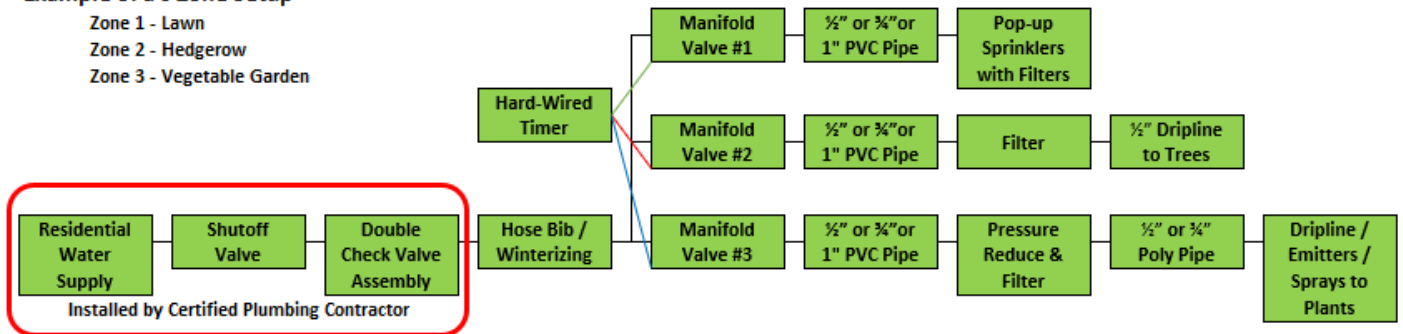 Zone 1 - Lawn
Zone 2 - Hedgerow
Zone 3 - Vegetable Garden
Hard-Wired
Timer
Manifold
Valve #1
½” or ¾”or
1" PVC Pipe
Pop-up
Sprinklers
with Filters
Manifold
Valve #2
½” or ¾”or
1" PVC Pipe
Filter
½” Dripline
to Trees
Residential
Water
Supply
Shutoff
Valve
Double
Check Valve
Assembly
Installed by Certified Plumbing Contractor
Hose Bib /
Winterizing
Manifold
Valve #3
½” or ¾”or
1" PVC Pipe
Pressure
Reduce &
Filter
½” or ¾”
Poly Pipe
Dripline /
Emitters /
Sprays to
Plants